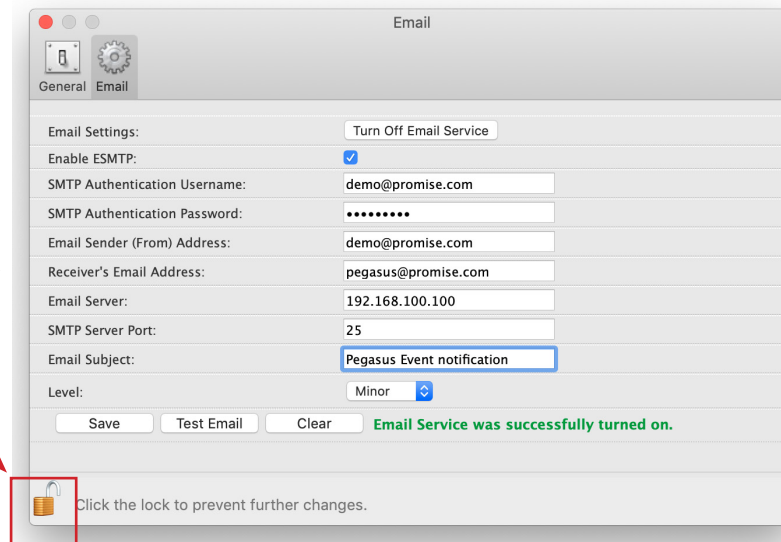 Email
General Email
Email Settings: Turn Off Email Service
Enable ESMTP:
SMTP Authentication Username: demo@promise.com
SMTP Authentication Password: •••••••••
Email Sender (From) Address: demo@promise.com
Receiver's Email Address: pegasus@promise.com
Email Server: 192.168.100.100
SMTP Server Port: 25
Email Subject: Pegasus Event notification
Level: Minor
Save Test Email Clear Email Service was successfully turned on.
Click the lock to prevent further changes.